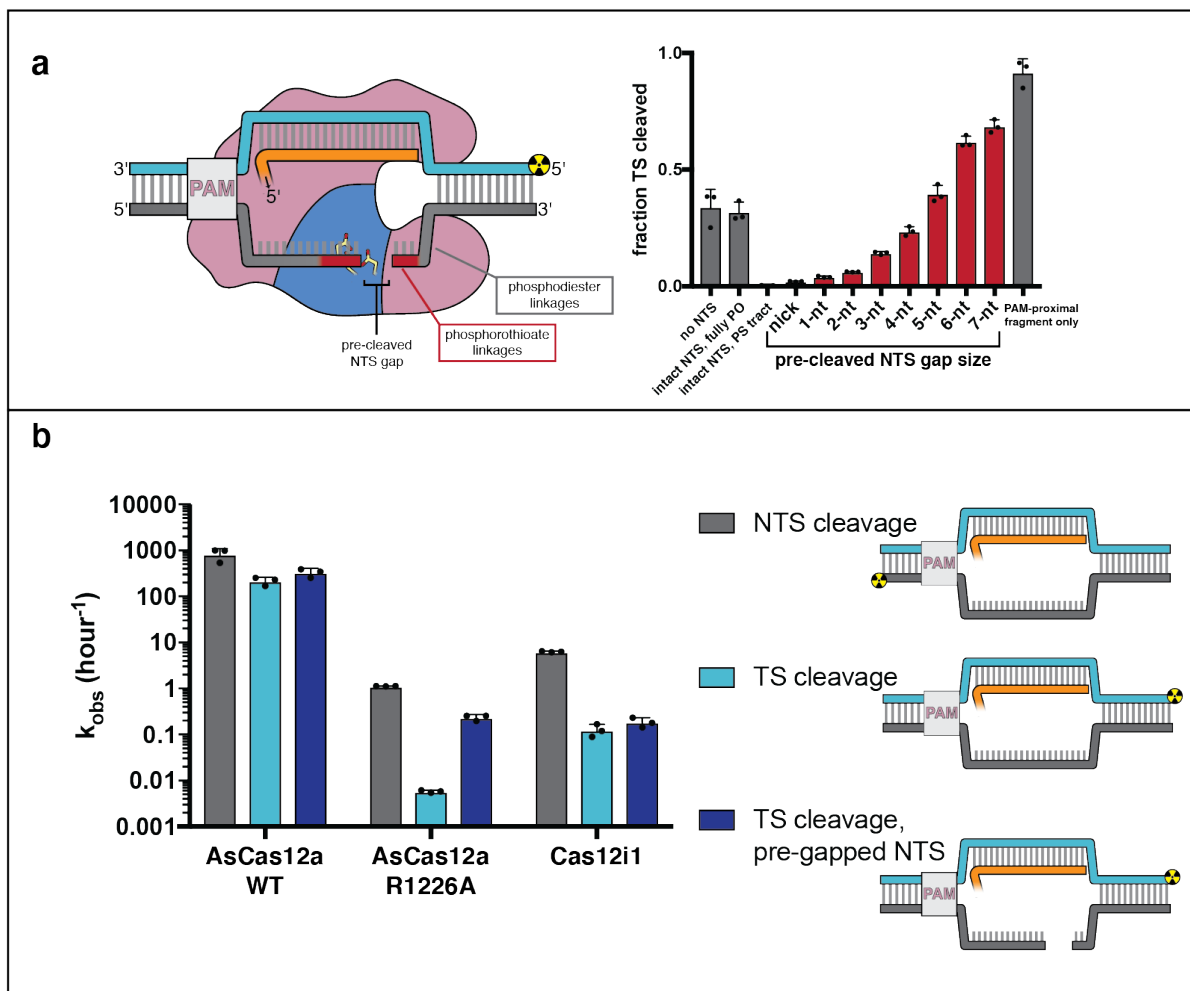 a
3'
5'
PAM
5'
5'
3'
phosphodiester
linkages
phosphorothioate
linkages
pre-cleaved
NTS gap
fraction TS cleaved
1.0
0.5
0.0
no NTS
intact NTS, fully PO
intact NTS, PS tract
nick
1-nt
2-nt
3-nt
4-nt
5-nt
6-nt
7-nt
PAM-proximal
fragment only
pre-cleaved NTS gap size
b
k_obs (hour⁻¹)
10000
1000
100
10
1
0.1
0.01
0.001
AsCas12a
WT
AsCas12a
R1226A
Cas12i1
NTS cleavage
PAM
TS cleavage
PAM
TS cleavage,
pre-gapped NTS
PAM